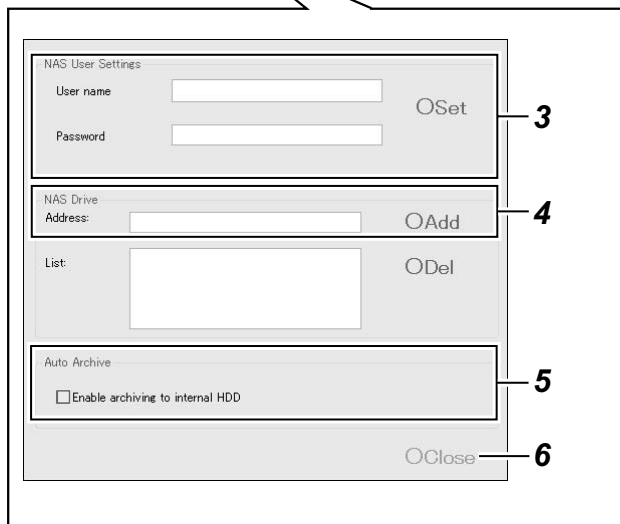 NAS User Settings
User name
OSet
3
Password
NAS Drive
Address:
OAdd
4
List:
ODel
Auto Archive
5
Enable archiving to internal HDD
OClose
6